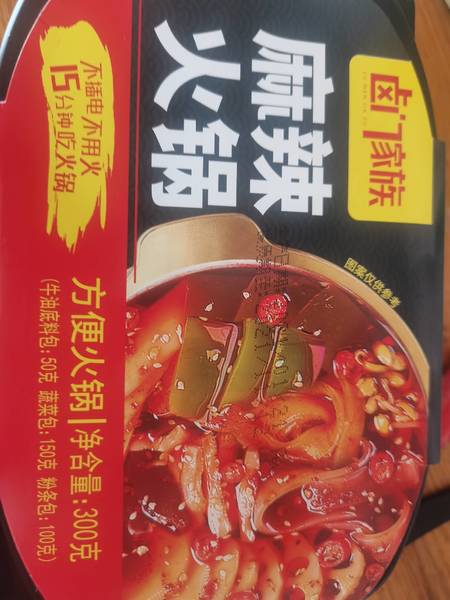 卤门家族
麻辣
火锅
不插电 不用火
15分钟吃火锅
图案仅供参考
方便火锅|净含量:300克
(牛油底料包:50克 蔬菜包:150克 粉条包:100克)